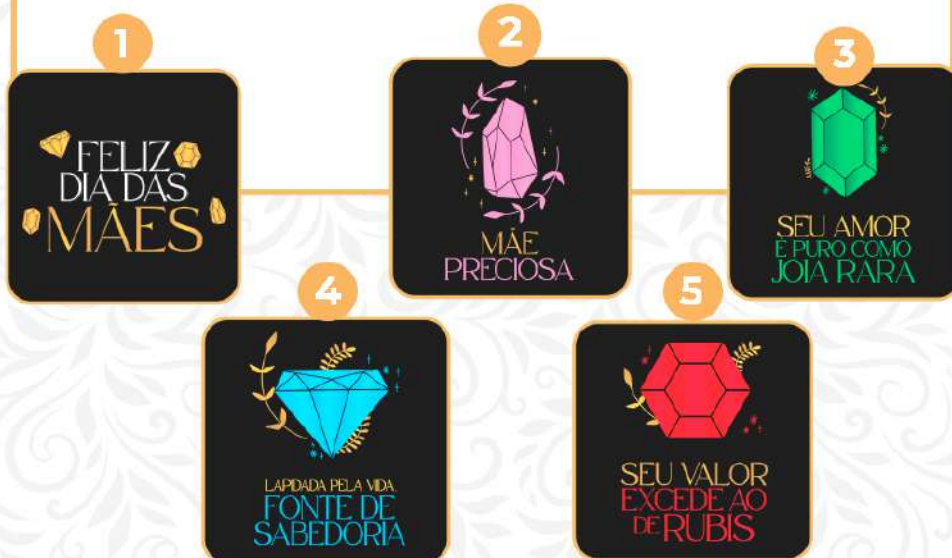 1
FELIZ
DIA DAS
MÃES
2
MÃE
PRECIOSA
3
SEU AMOR
É PURO COMO
JOIA RARA
4
LAPIDADA PELA VIDA,
FONTE DE
SABEDORIA
5
SEU VALOR
EXCEDE AO
DE RUBIS